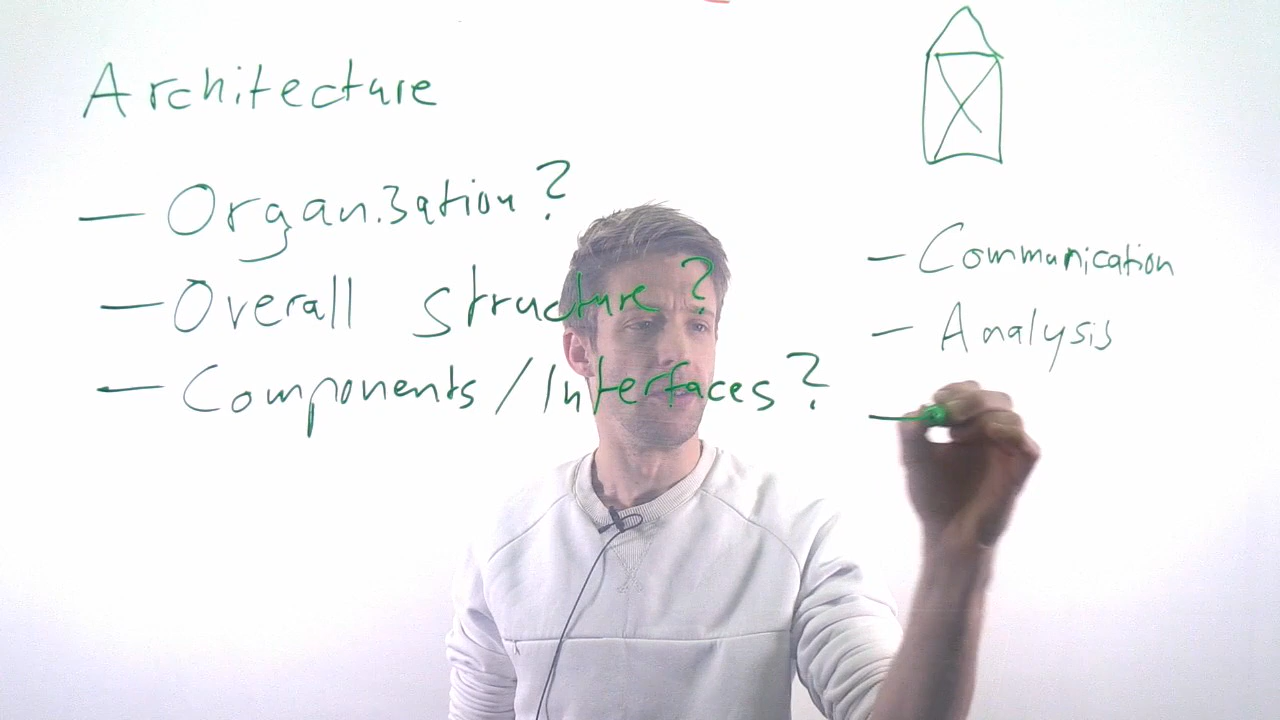 Architecture
— Organization?
— Overall structure?
— Components / Interfaces?
— Communication
— Analysis
—